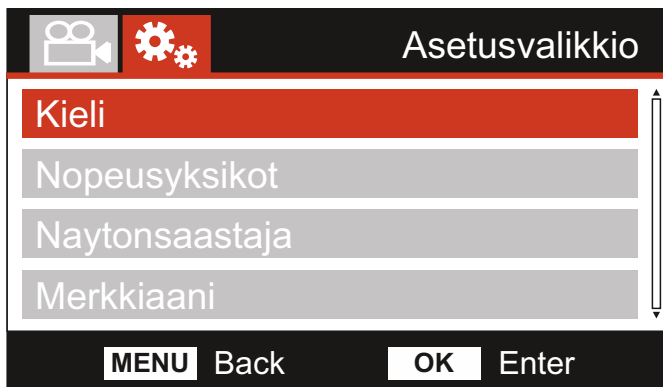 Asetusvalikkio
Kieli
Nopeusyksikot
Naytonsaastaja
Merkkiaani
MENU Back OK Enter